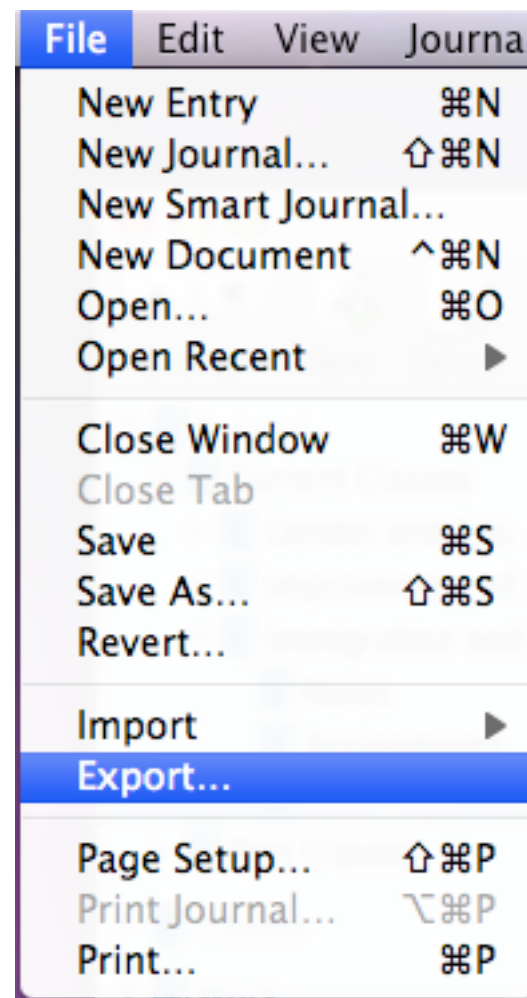 File Edit View Journa
New Entry ⌘N
New Journal... ⇧⌘N
New Smart Journal...
New Document ^⌘N
Open... ⌘O
Open Recent ▶
Close Window ⌘W
Close Tab
Save ⌘S
Save As... ⇧⌘S
Revert...
Import ▶
Export...
Page Setup... ⇧⌘P
Print Journal... ⌥⌘P
Print... ⌘P